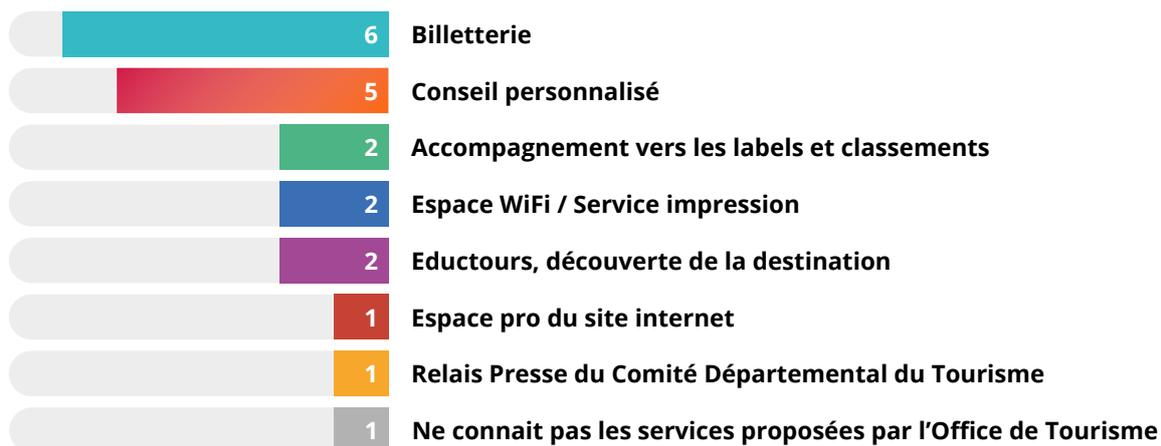 6 Billetterie
5 Conseil personnalisé
2 Accompagnement vers les labels et classements
2 Espace WiFi / Service impression
2 Eductours, découverte de la destination
1 Espace pro du site internet
1 Relais Presse du Comité Départemental du Tourisme
1 Ne connait pas les services proposées par l’Office de Tourisme